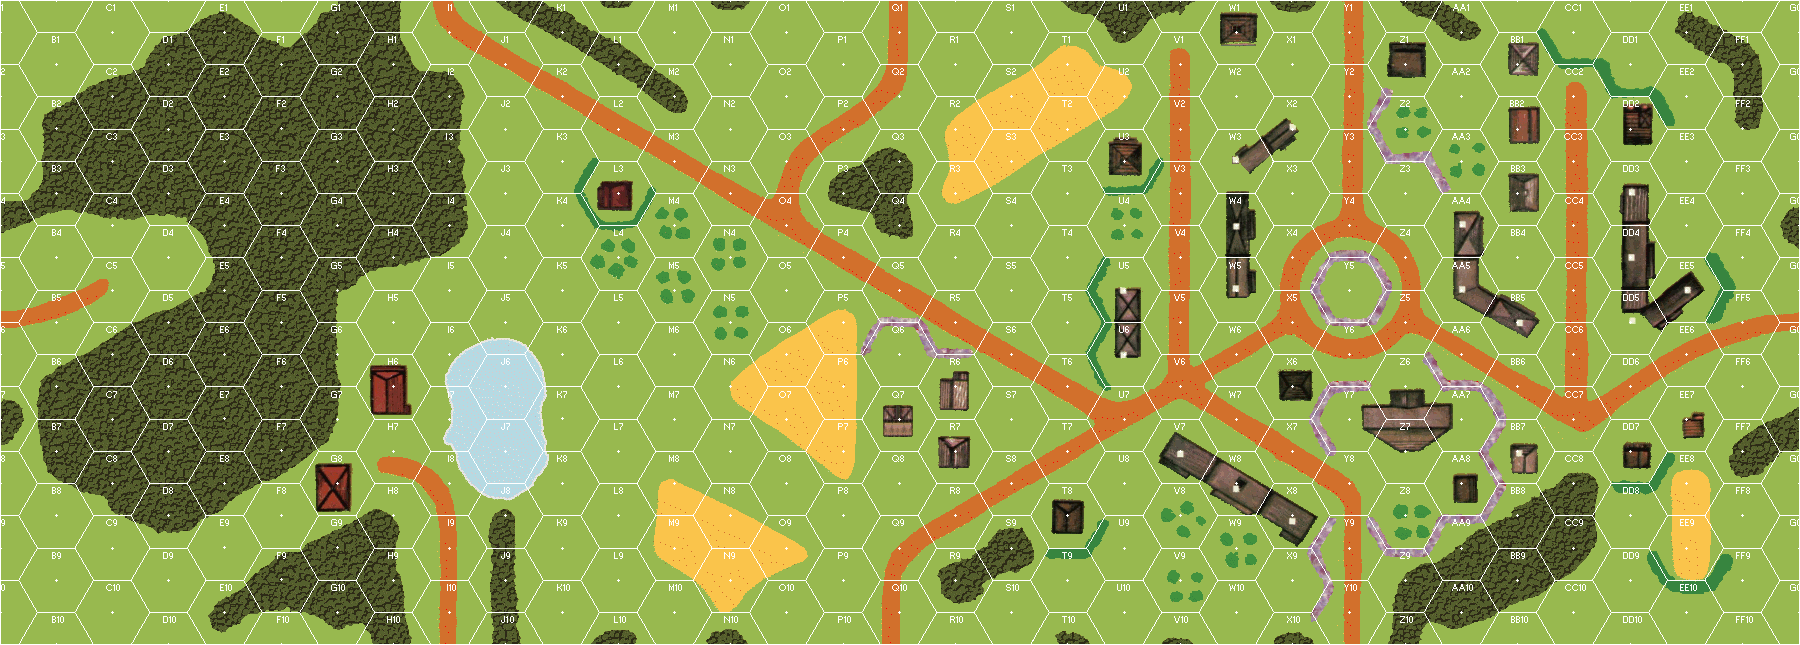 C1 E1 G1 I1 K1 M1 O1 Q1 S1 U1 W1 Y1 AA1 CC1 EE1
B1 D1 F1 H1 J1 L1 N1 P1 R1 T1 V1 X1 Z1 BB1 DD1 FF1
C2 E2 G2 I2 K2 M2 O2 Q2 S2 U2 W2 Y2 AA2 CC2 EE2
B2 D2 F2 H2 J2 L2 N2 P2 R2 T2 V2 X2 Z2 BB2 DD2 FF2
C3 E3 G3 I3 K3 M3 O3 Q3 S3 U3 W3 Y3 AA3 CC3 EE3
B3 D3 F3 H3 J3 L3 N3 P3 R3 T3 V3 X3 Z3 BB3 DD3 FF3
C4 E4 G4 I4 K4 M4 O4 Q4 S4 U4 W4 Y4 AA4 CC4 EE4
B4 D4 F4 H4 J4 L4 N4 P4 R4 T4 V4 X4 Z4 BB4 DD4 FF4
C5 E5 G5 I5 K5 M5 O5 Q5 S5 U5 W5 Y5 AA5 CC5 EE5
B5 D5 F5 H5 J5 L5 N5 P5 R5 T5 V5 X5 Z5 BB5 DD5 FF5
C6 E6 G6 I6 K6 M6 O6 Q6 S6 U6 W6 Y6 AA6 CC6 EE6
B6 D6 F6 H6 J6 L6 N6 P6 R6 T6 V6 X6 Z6 BB6 DD6 FF6
C7 E7 G7 I7 K7 M7 O7 Q7 S7 U7 W7 Y7 AA7 CC7 EE7
B7 D7 F7 H7 J7 L7 N7 P7 R7 T7 V7 X7 Z7 BB7 DD7 FF7
C8 E8 G8 I8 K8 M8 O8 Q8 S8 U8 W8 Y8 AA8 CC8 EE8
B8 D8 F8 H8 J8 L8 N8 P8 R8 T8 V8 X8 Z8 BB8 DD8 FF8
C9 E9 G9 I9 K9 M9 O9 Q9 S9 U9 W9 Y9 AA9 CC9 EE9
B9 D9 F9 H9 J9 L9 N9 P9 R9 T9 V9 X9 Z9 BB9 DD9 FF9
C10 E10 G10 I10 K10 M10 O10 Q10 S10 U10 W10 Y10 AA10 CC10 EE10
B10 D10 F10 H10 J10 L10 N10 P10 R10 T10 V10 X10 Z10 BB10 DD10 FF10